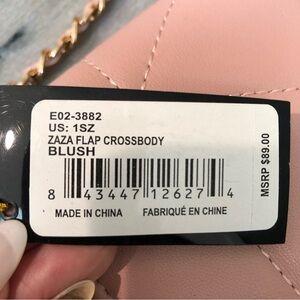 E02-3882
US: 1SZ
ZAZA FLAP CROSSBODY
BLUSH
8 43447 12627 4
MADE IN CHINA FABRIQUÉ EN CHINE
MSRP $89.00